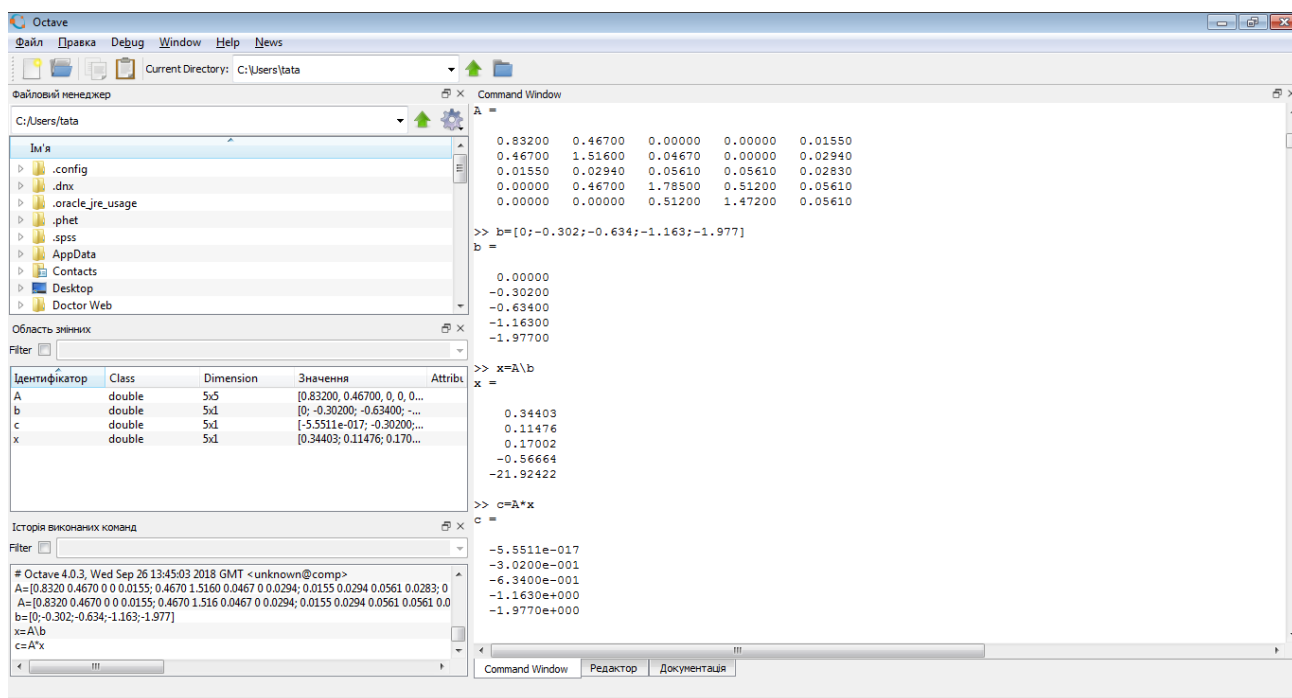 Octave
Файл Правка Debug Window Help News
Current Directory: C:\Users\tata
Файловий менеджер
C:/Users/tata
Ім'я
.config
.dnx
.oracle_jre_usage
.phet
.spss
AppData
Contacts
Desktop
Doctor Web
Область змінних
Filter
Ідентифікатор Class Dimension Значення Attribu
A double 5x5 [0.83200, 0.46700, 0, 0, 0...
b double 5x1 [0; -0.30200; -0.63400; -...
c double 5x1 [-5.5511e-017; -0.30200;...
x double 5x1 [0.34403; 0.11476; 0.170...
Історія виконаних команд
Filter
# Octave 4.0.3, Wed Sep 26 13:45:03 2018 GMT <unknown@comp>
A=[0.8320 0.4670 0 0 0.0155; 0.4670 1.5160 0.0467 0 0.0294; 0.0155 0.0294 0.0561 0.0283; 0
A=[0.8320 0.4670 0 0 0.0155; 0.4670 1.516 0.0467 0 0.0294; 0.0155 0.0294 0.0561 0.0561 0.0
b=[0;-0.302;-0.634;-1.163;-1.977]
x=A\b
c=A*x
Command Window
A =
0.83200 0.46700 0.00000 0.00000 0.01550
0.46700 1.51600 0.04670 0.00000 0.02940
0.01550 0.02940 0.05610 0.05610 0.02830
0.00000 0.46700 1.78500 0.51200 0.05610
0.00000 0.00000 0.51200 1.47200 0.05610
>> b=[0;-0.302;-0.634;-1.163;-1.977]
b =
0.00000
-0.30200
-0.63400
-1.16300
-1.97700
>> x=A\b
x =
0.34403
0.11476
0.17002
-0.56664
-21.92422
>> c=A*x
c =
-5.5511e-017
-3.0200e-001
-6.3400e-001
-1.1630e+000
-1.9770e+000
Command Window Редактор Документація